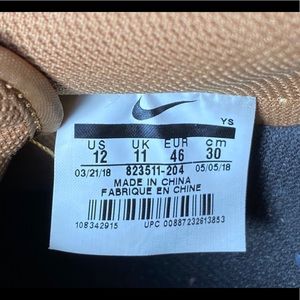 YS
US UK EUR cm
12 11 46 30
03/21/18 823511-204 05/05/18
MADE IN CHINA
FABRIQUE EN CHINE
108342915 UPC 00887232613853